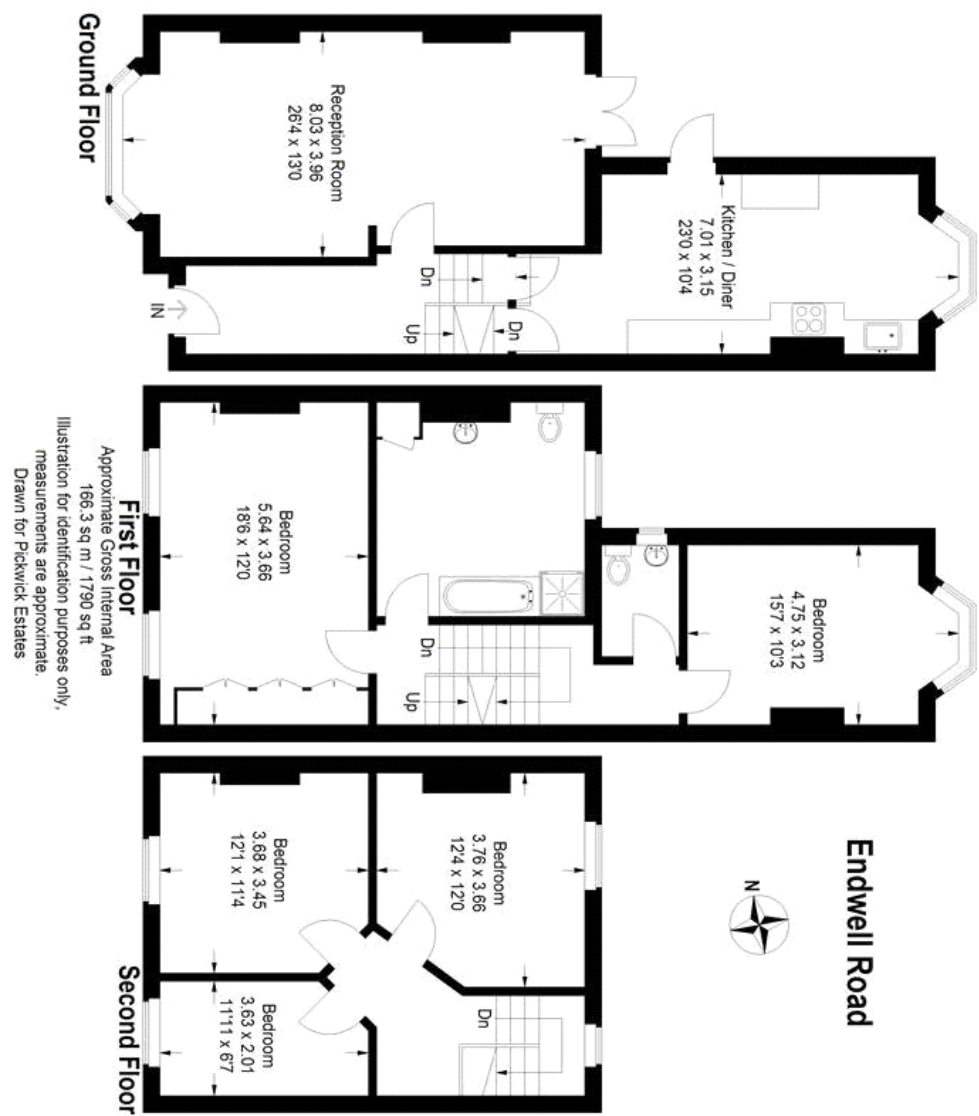 Endwell Road
N
Reception Room
8.03 x 3.96
26'4 x 13'0
Kitchen / Diner
7.01 x 3.15
23'0 x 10'4
Dn
Dn
Up
IN
Ground Floor
Bedroom
5.64 x 3.66
18'6 x 12'0
Bedroom
4.75 x 3.12
15'7 x 10'3
Dn
Up
First Floor
Bedroom
3.76 x 3.66
12'4 x 12'0
Bedroom
3.68 x 3.45
12'1 x 11'4
Bedroom
3.63 x 2.01
11'11 x 6'7
Dn
Second Floor
Approximate Gross Internal Area
166.3 sq m / 1790 sq ft
Illustration for identification purposes only,
measurements are approximate.
Drawn for Pickwick Estates